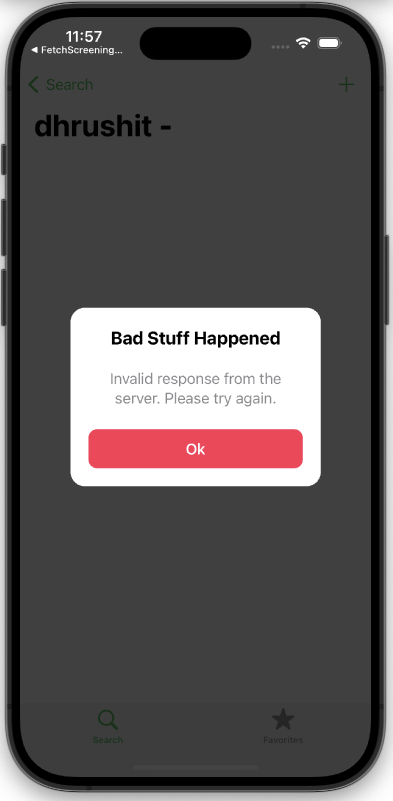 11:57
◀ FetchScreening...
Search
dhrushit -
Bad Stuff Happened
Invalid response from the
server. Please try again.
Ok
Search
Favorites